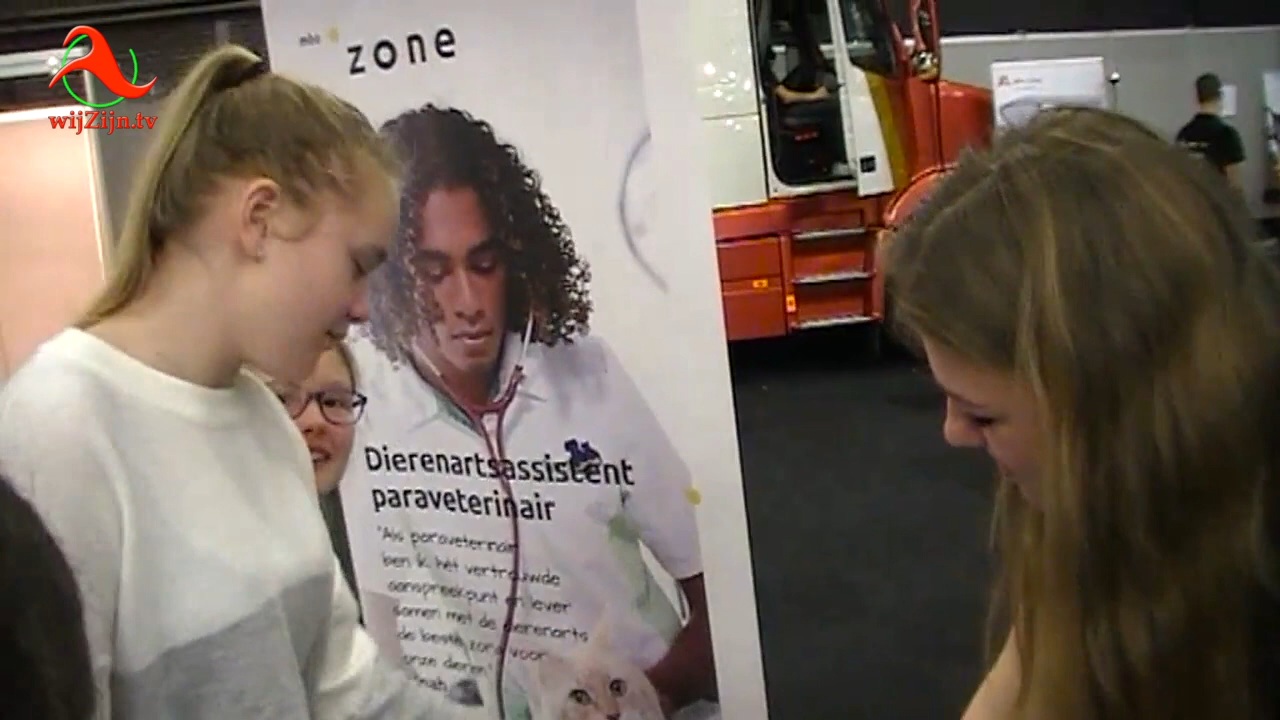 wijZijn.tv
mbo
zone
Dierenartsassistent
paraveterinair
"Als paraveterinair
ben ik hét vertrouwde
aanspreekpunt en lever
samen met de dierenarts
de beste zorg voor
onze dieren"